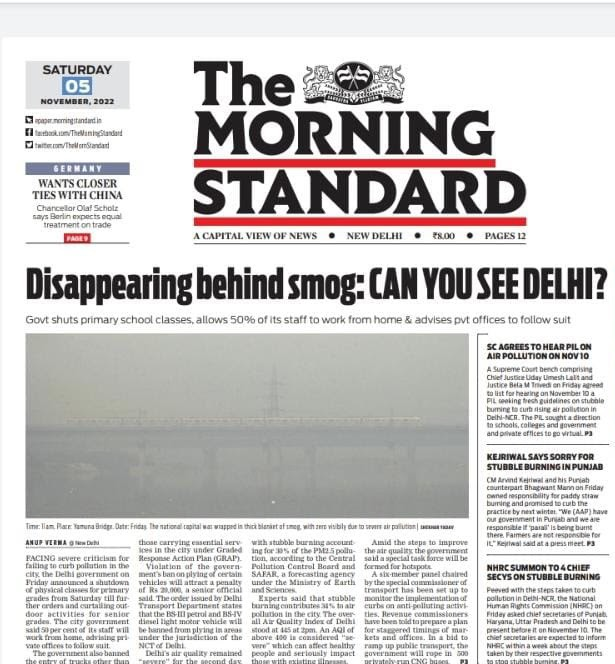 SATURDAY
05
NOVEMBER, 2022
epaper.morningstandard.in
facebook.com/TheMorningStandard
twitter.com/TheMornStandard
GERMANY
WANTS CLOSER
TIES WITH CHINA
Chancellor Olaf Scholz
says Berlin expects equal
treatment on trade
PAGE 9
The
MORNING
STANDARD
A CAPITAL VIEW OF NEWS ● NEW DELHI ● ₹8.00 ● PAGES 12
Disappearing behind smog: CAN YOU SEE DELHI?
Govt shuts primary school classes, allows 50% of its staff to work from home & advises pvt offices to follow suit
Time: 11am. Place: Yamuna Bridge. Date: Friday. The national capital was wrapped in thick blanket of smog, with zero visibily due to severe air pollution | SHEKHAR YADAV
ANUP VERMA @ New Delhi
FACING severe criticism for
failing to curb pollution in the
city, the Delhi government on
Friday announced a shutdown
of physical classes for primary
grades from Saturday till fur-
ther orders and curtailing out-
door activities for senior
grades. The city government
said 50 per cent of its staff will
work from home, advising pri-
vate offices to follow suit.
The government also banned
the entry of trucks other than
those carrying essential serv-
ices in the city under Graded
Response Action Plan (GRAP).
Violation of the govern-
ment's ban on plying of certain
vehicles will attract a penalty
of Rs 20,000, a senior official
said. The order issued by Delhi
Transport Department states
that the BS-III petrol and BS-IV
diesel light motor vehicle will
be banned from plying in areas
under the jurisdiction of the
NCT of Delhi.
Delhi's air quality remained
"severe" for the second day,
with stubble burning account-
ing for 30% of the PM2.5 pollu-
tion, according to the Central
Pollution Control Board and
SAFAR, a forecasting agency
under the Ministry of Earth
and Sciences.
Experts said that stubble
burning contributes 34% to air
pollution in the city. The over-
all Air Quality Index of Delhi
stood at 445 at 2pm. An AQI of
above 400 is considered "se-
vere" which can affect healthy
people and seriously impact
those with existing illnesses.
Amid the steps to improve
the air quality, the government
said a special task force will be
formed for hotspots.
A six-member panel chaired
by the special commissioner of
transport has been set up to
monitor the implementation of
curbs on anti-polluting activi-
ties. Revenue commissioners
have been told to prepare a plan
for staggered timings of mar-
kets and offices. In a bid to
ramp up public transport, the
government will rope in 500
privately-run CNG buses. P3
SC AGREES TO HEAR PIL ON
AIR POLLUTION ON NOV 10
A Supreme Court bench comprising
Chief Justice Uday Umesh Lalit and
Justice Bela M Trivedi on Friday agreed
to list for hearing on November 10 a
PIL seeking fresh guidelines on stubble
burning to curb rising air pollution in
Delhi-NCR. The PIL sought a direction
to schools, colleges and government
and private offices to go virtual. P3
KEJRIWAL SAYS SORRY FOR
STUBBLE BURNING IN PUNJAB
CM Arvind Kejriwal and his Punjab
counterpart Bhagwant Mann on Friday
owned responsibility for paddy straw
burning and promised to curb the
practice by next winter. "We (AAP) have
our government in Punjab and we are
responsible if 'parali' is being burnt
there. Farmers are not responsible for
it," Kejriwal said at a press meet. P3
NHRC SUMMON TO 4 CHIEF
SECYS ON STUBBLE BURNING
Peeved with the steps taken to curb
pollution in Delhi-NCR, the National
Human Rights Commission (NHRC) on
Friday asked chief secretaries of Punjab,
Haryana, Uttar Pradesh and Delhi to be
present before it on November 10. The
chief secretaries are expected to inform
NHRC within a week about the steps
taken by their respective governments
to stop stubble burning. P3